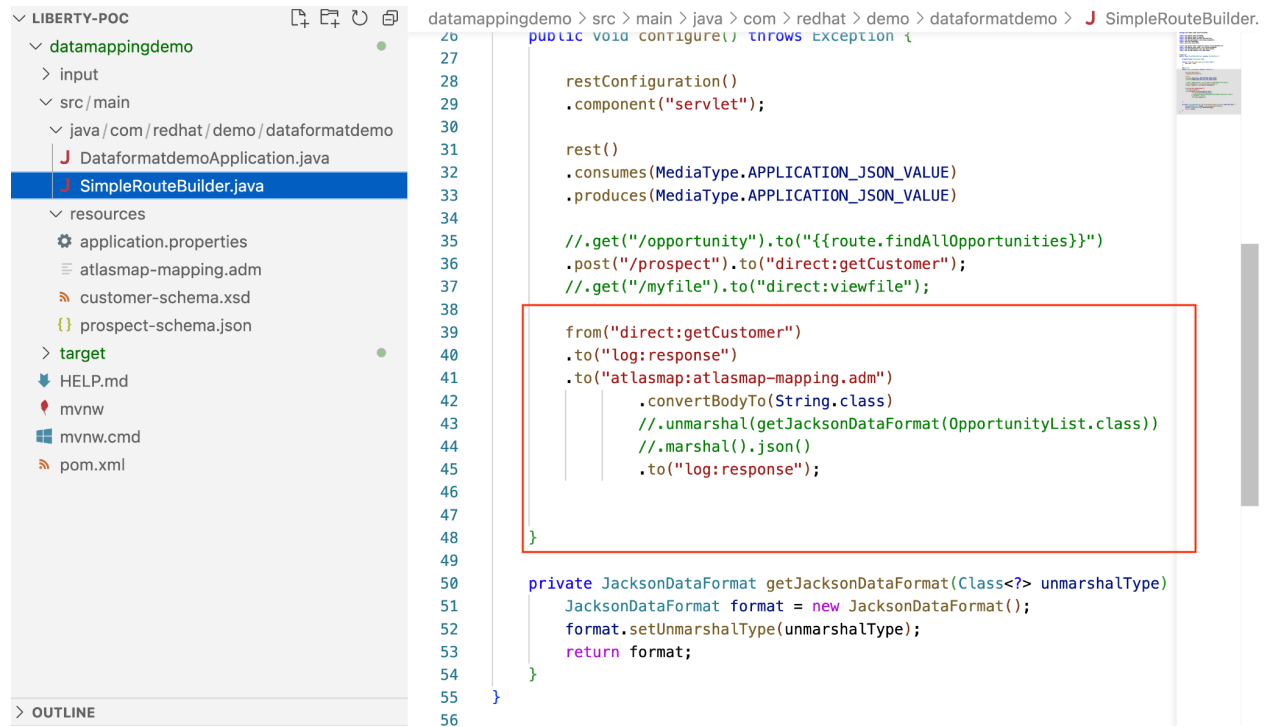 LIBERTY-POC
datamappingdemo
input
src/main
java/com/redhat/demo/dataformatdemo
J DataformatdemoApplication.java
J SimpleRouteBuilder.java
resources
application.properties
atlasmap-mapping.adm
customer-schema.xsd
{} prospect-schema.json
target
HELP.md
mvnw
mvnw.cmd
pom.xml
OUTLINE
datamappingdemo > src > main > java > com > redhat > demo > dataformatdemo > J SimpleRouteBuilder.
26 public void configure() throws Exception {
27
28 restConfiguration()
29 .component("servlet");
30
31 rest()
32 .consumes(MediaType.APPLICATION_JSON_VALUE)
33 .produces(MediaType.APPLICATION_JSON_VALUE)
34
35 //.get("/opportunity").to("{{route.findAllOpportunities}}")
36 .post("/prospect").to("direct:getCustomer");
37 //.get("/myfile").to("direct:viewfile");
38
39 from("direct:getCustomer")
40 .to("log:response")
41 .to("atlasmap:atlasmap-mapping.adm")
42 .convertBodyTo(String.class)
43 //.unmarshal(getJacksonDataFormat(OpportunityList.class))
44 //.marshal().json()
45 .to("log:response");
46
47
48 }
49
50 private JacksonDataFormat getJacksonDataFormat(Class<?> unmarshalType)
51 JacksonDataFormat format = new JacksonDataFormat();
52 format.setUnmarshalType(unmarshalType);
53 return format;
54 }
55 }
56